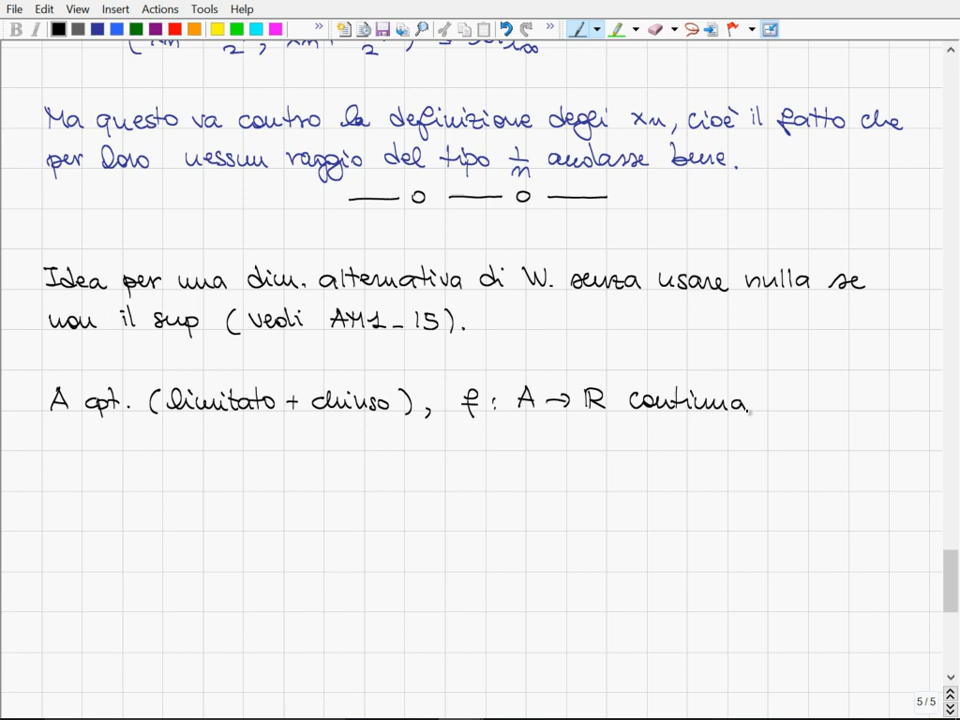 File Edit View Insert Actions Tools Help
B I
Ma questo va contro la definizione degli xn, cioè il fatto che
per loro nessun raggio del tipo 1/n andasse bene.
Idea per una dim. alternativa di W. senza usare nulla se
non il sup (vedi AM1_15).
A cpt. (limitato + chiuso), f : A → R continua.
5 / 5